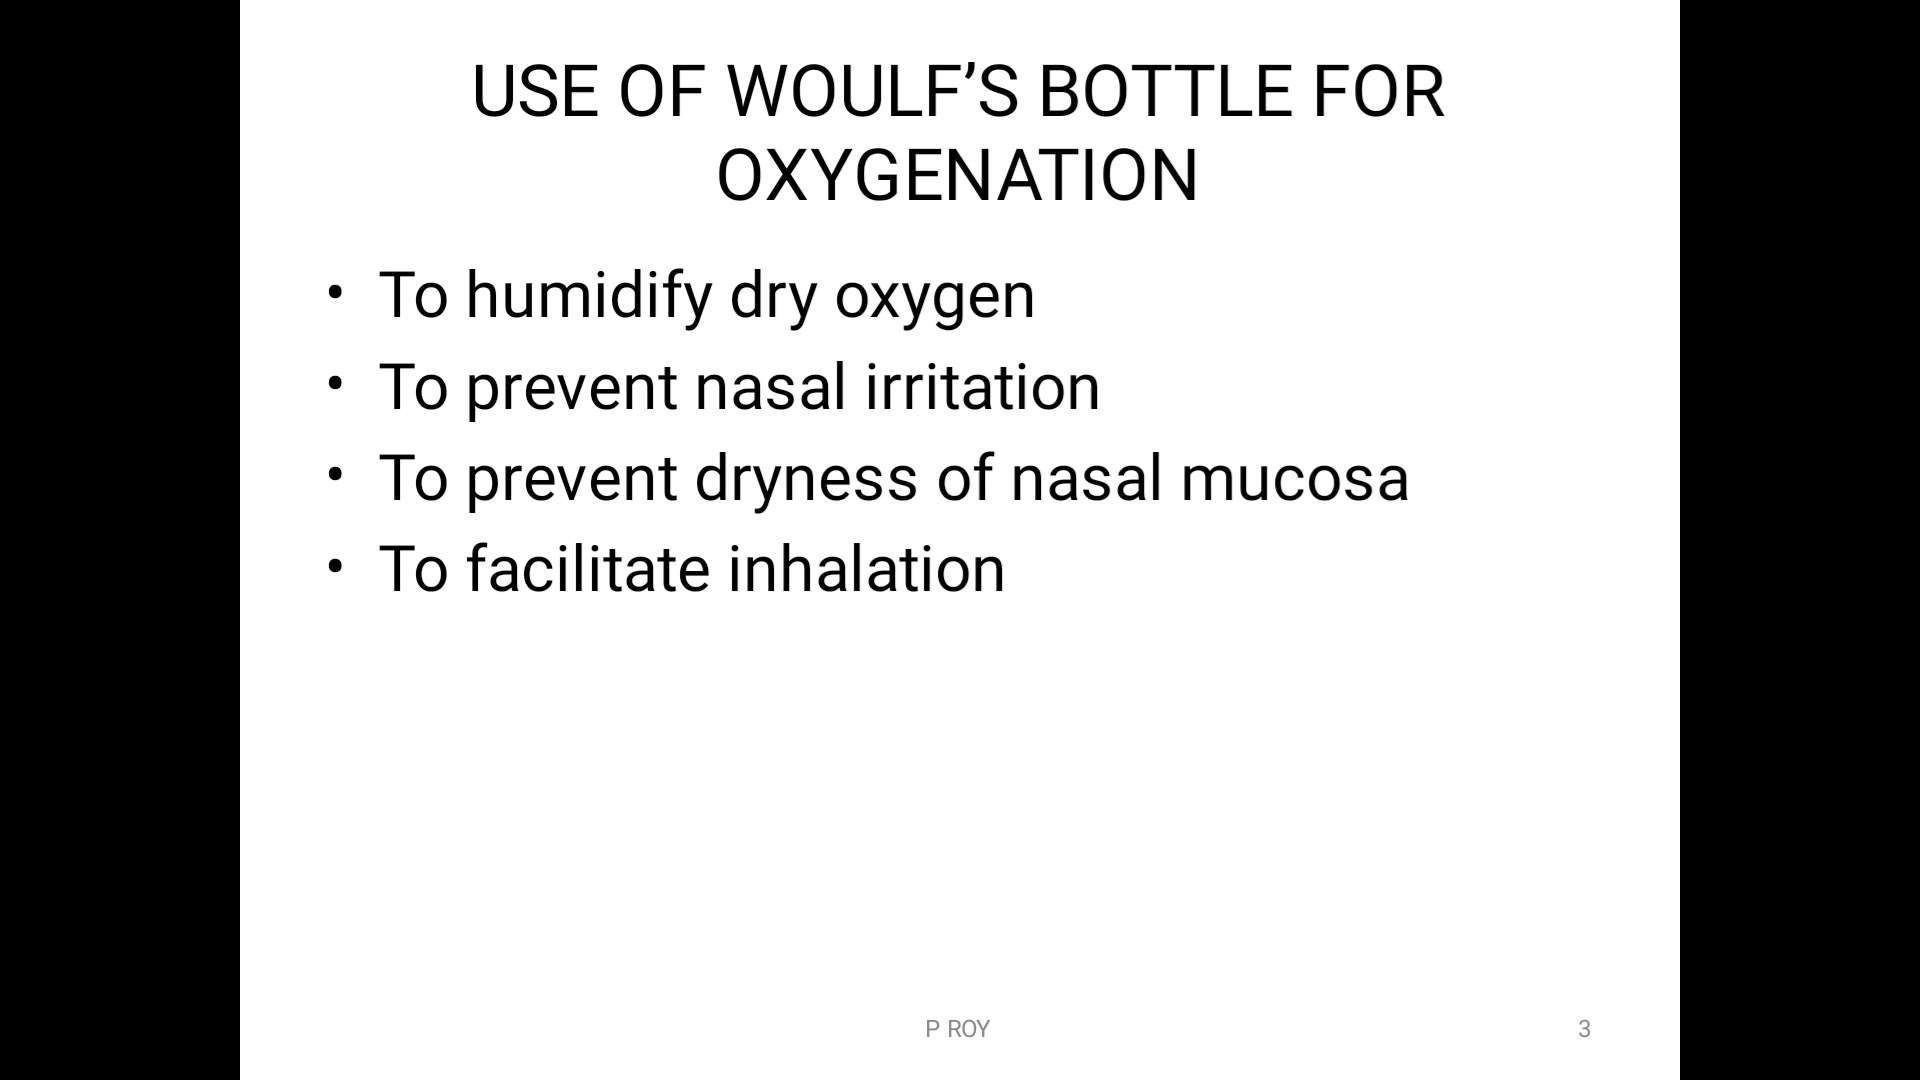 USE OF WOULF’S BOTTLE FOR
OXYGENATION
• To humidify dry oxygen
• To prevent nasal irritation
• To prevent dryness of nasal mucosa
• To facilitate inhalation
P ROY
3